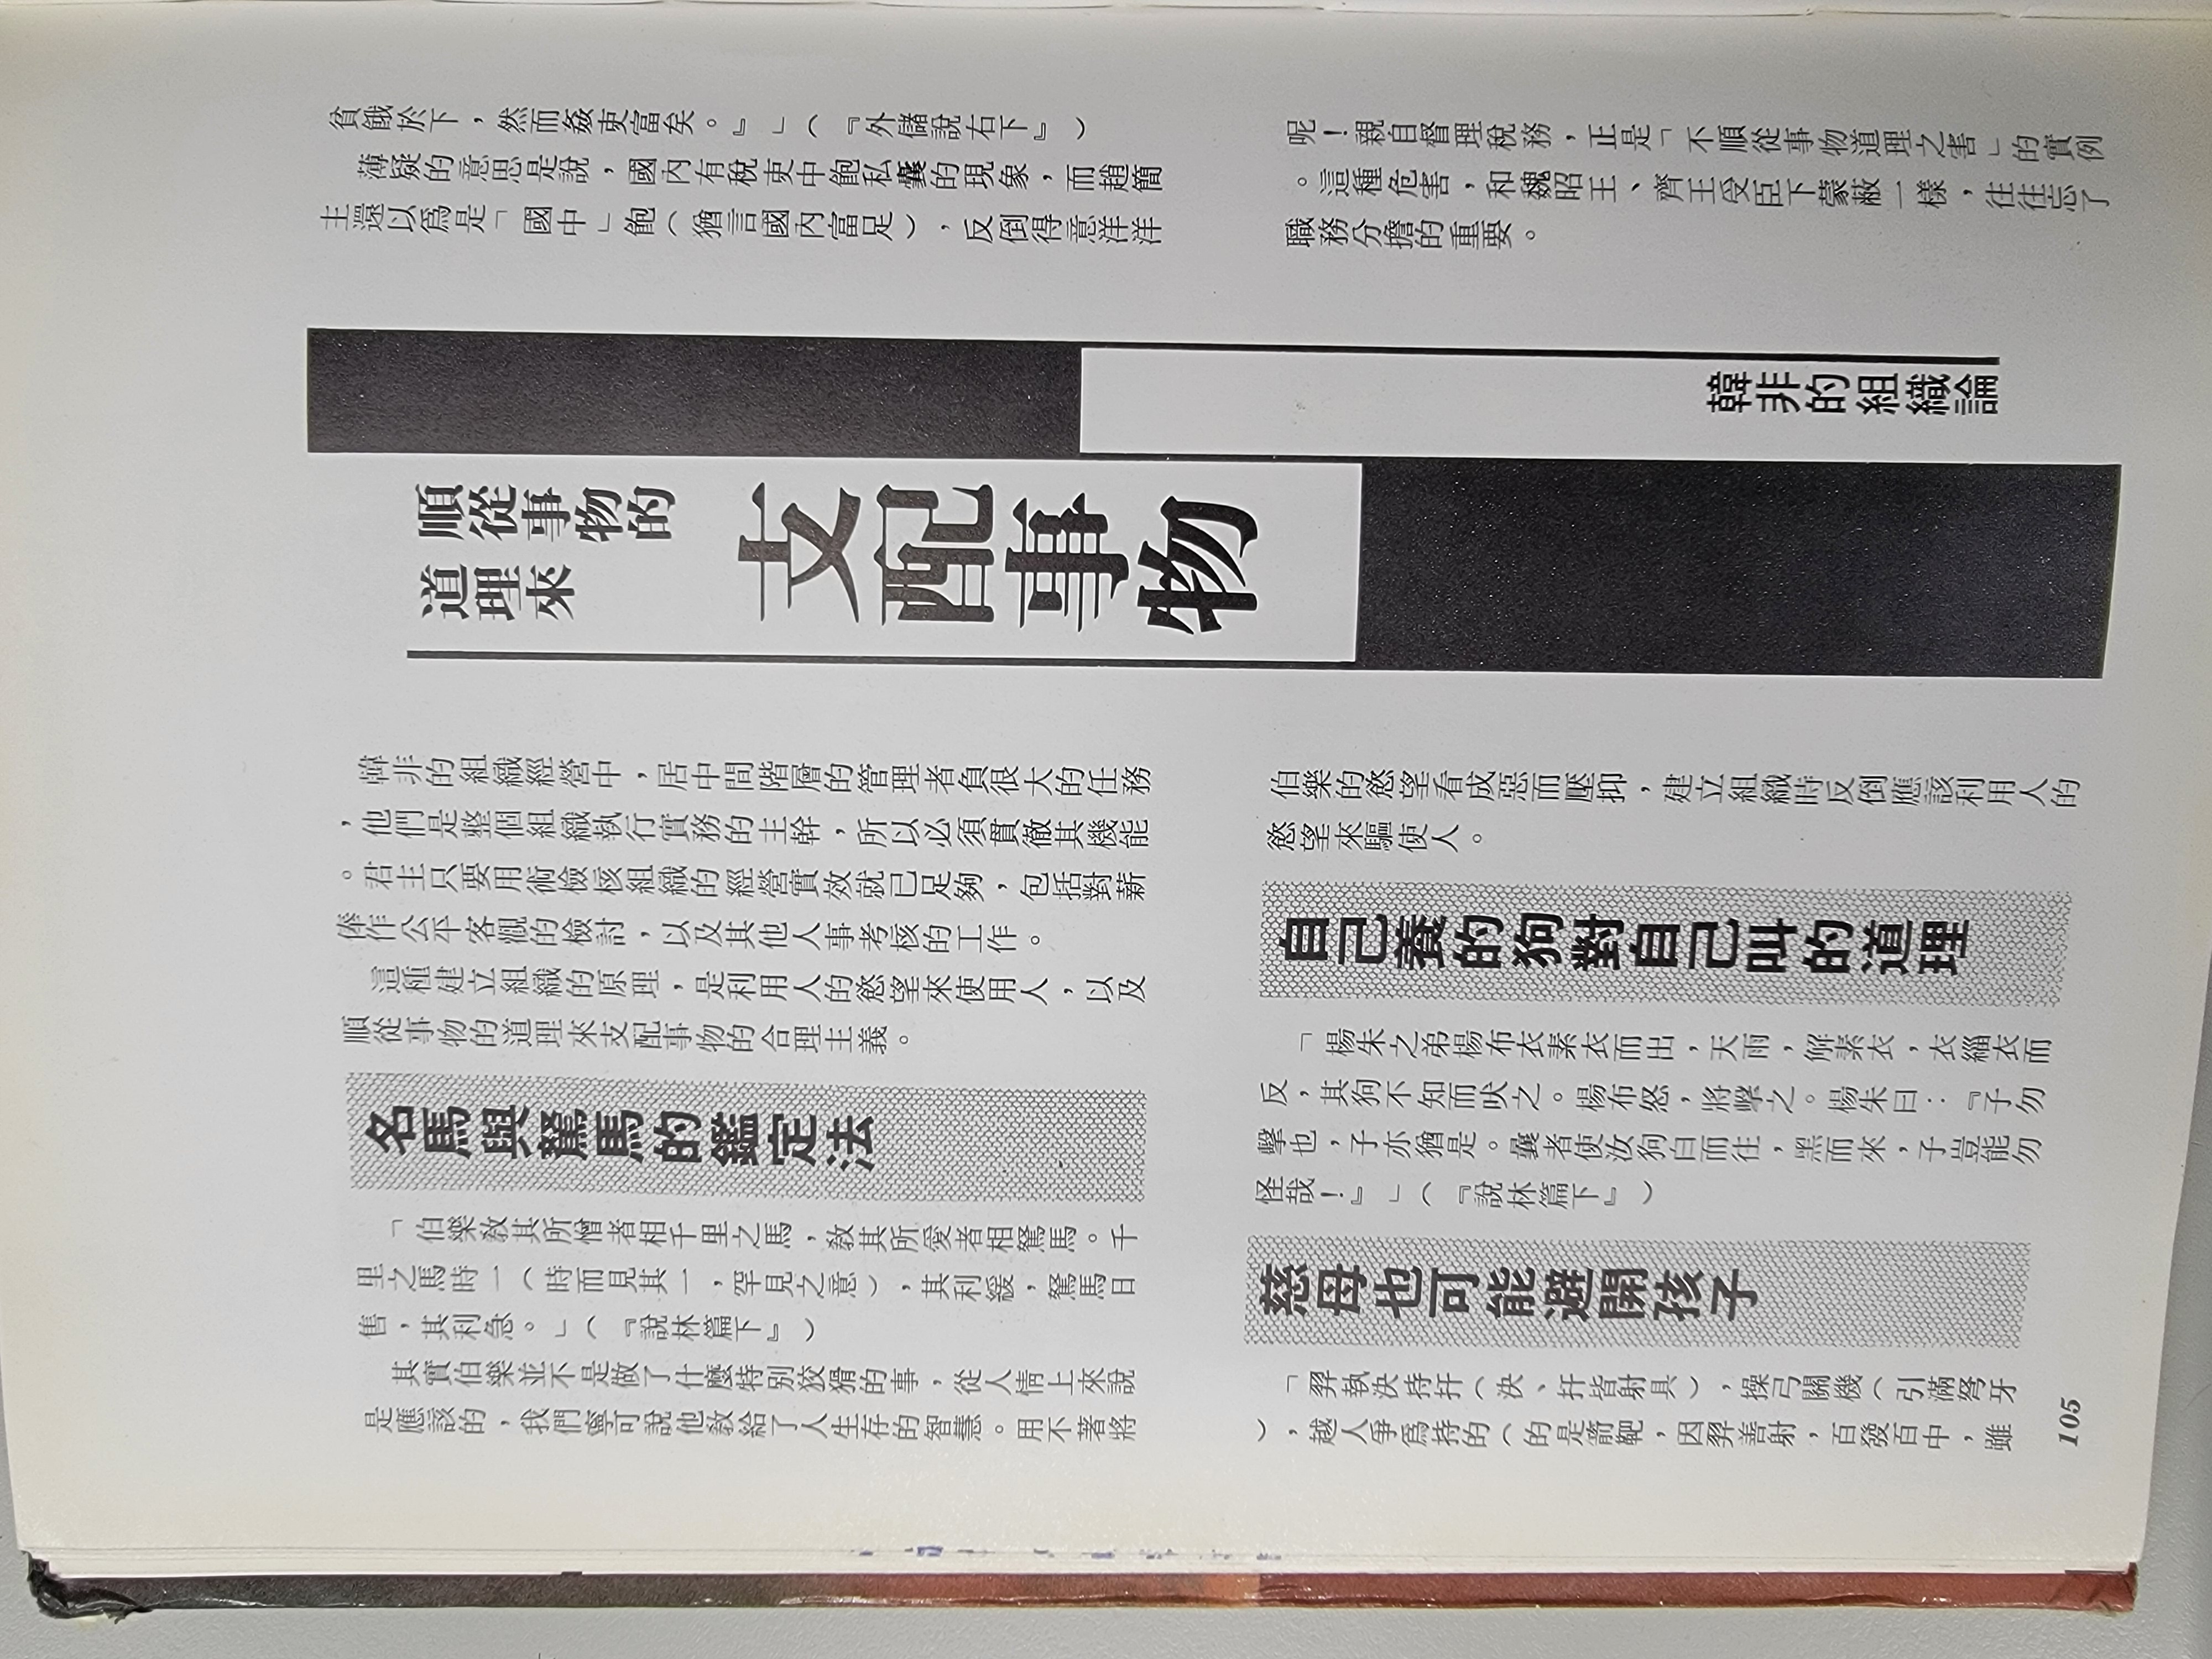 貧餓於下，然而姦吏富矣。』」（『外儲說右下』）
薄疑的意思是說，國內有稅吏中飽私囊的現象，而趙簡
主還以爲是「國中」飽（猶言國內富足），反倒得意洋洋
呢！親自督理稅務，正是「不順從事物道理之害」的實例
。這種危害，和魏昭王、齊王受臣下蒙蔽一樣，往往忘了
職務分擔的重要。
韓非的組織論
順從事物的
道理來
支配事物
韓非的組織經營中，居中間階層的管理者負很大的任務
，他們是整個組織執行實務的主幹，所以必須貫徹其機能
。君主只要用術檢核組織的經營實效就已足夠，包括對薪
俸作公平客觀的檢討，以及其他人事考核的工作。
這種建立組織的原理，是利用人的慾望來使用人，以及
順從事物的道理來支配事物的合理主義。
名馬與駑馬的鑑定法
「伯樂敎其所憎者相千里之馬，敎其所愛者相駑馬。千
里之馬時一（時而見其一，罕見之意），其利緩，駑馬日
售，其利急。」（『說林篇下』）
其實伯樂並不是做了什麼特別狡猾的事，從人情上來說
是應該的，我們寧可說他敎給了人生存的智慧。用不著將
伯樂的慾望看成惡而壓抑，建立組織時反倒應該利用人的
慾望來驅使人。
自己養的狗對自己叫的道理
「楊朱之弟楊布衣素衣而出，天雨，解素衣，衣緇衣而
反，其狗不知而吠之。楊布怒，將擊之。楊朱曰：『子勿
擊也，子亦猶是。曩者使汝狗白而往，黑而來，子豈能勿
怪哉！』」（『說林篇下』）
慈母也可能避開孩子
「羿執決持扞（決、扞皆射具），操弓關機（引滿弩牙
），越人爭爲持的（的是箭靶，因羿善射，百發百中，雖
105